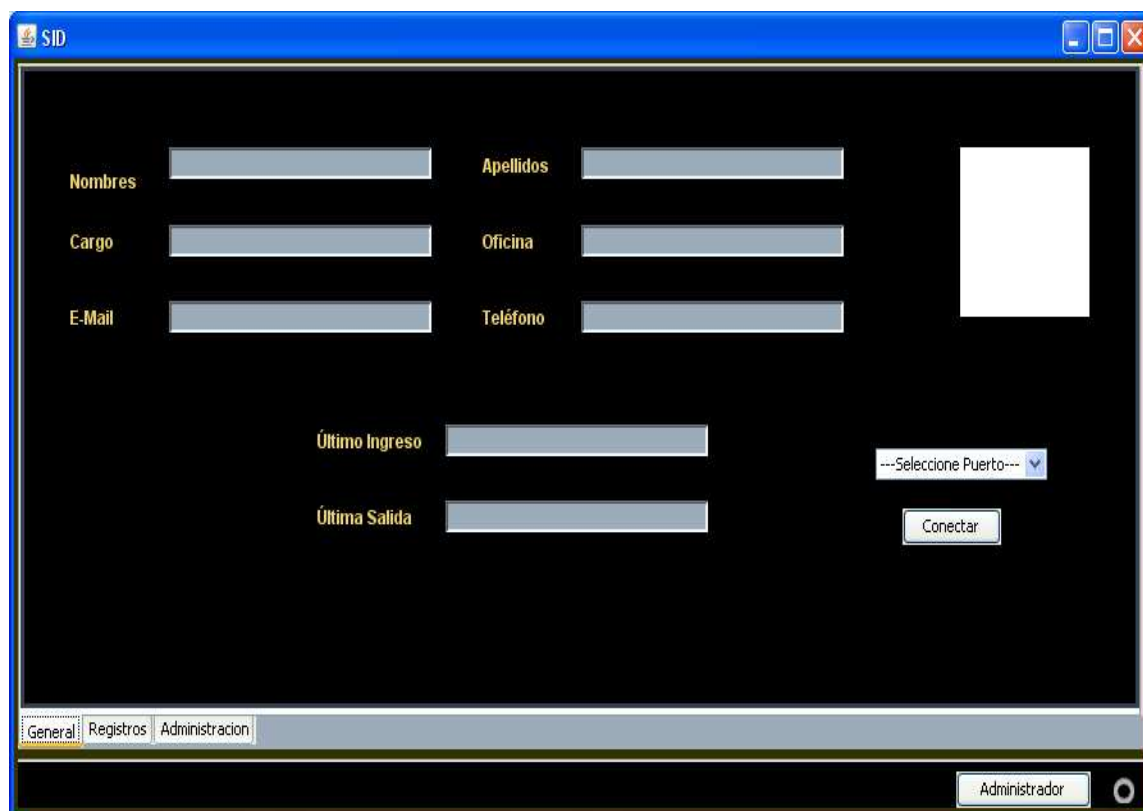 SID
Nombres
Apellidos
Cargo
Oficina
E-Mail
Teléfono
Último Ingreso
---Seleccione Puerto---
Última Salida
Conectar
General Registros Administracion
Administrador